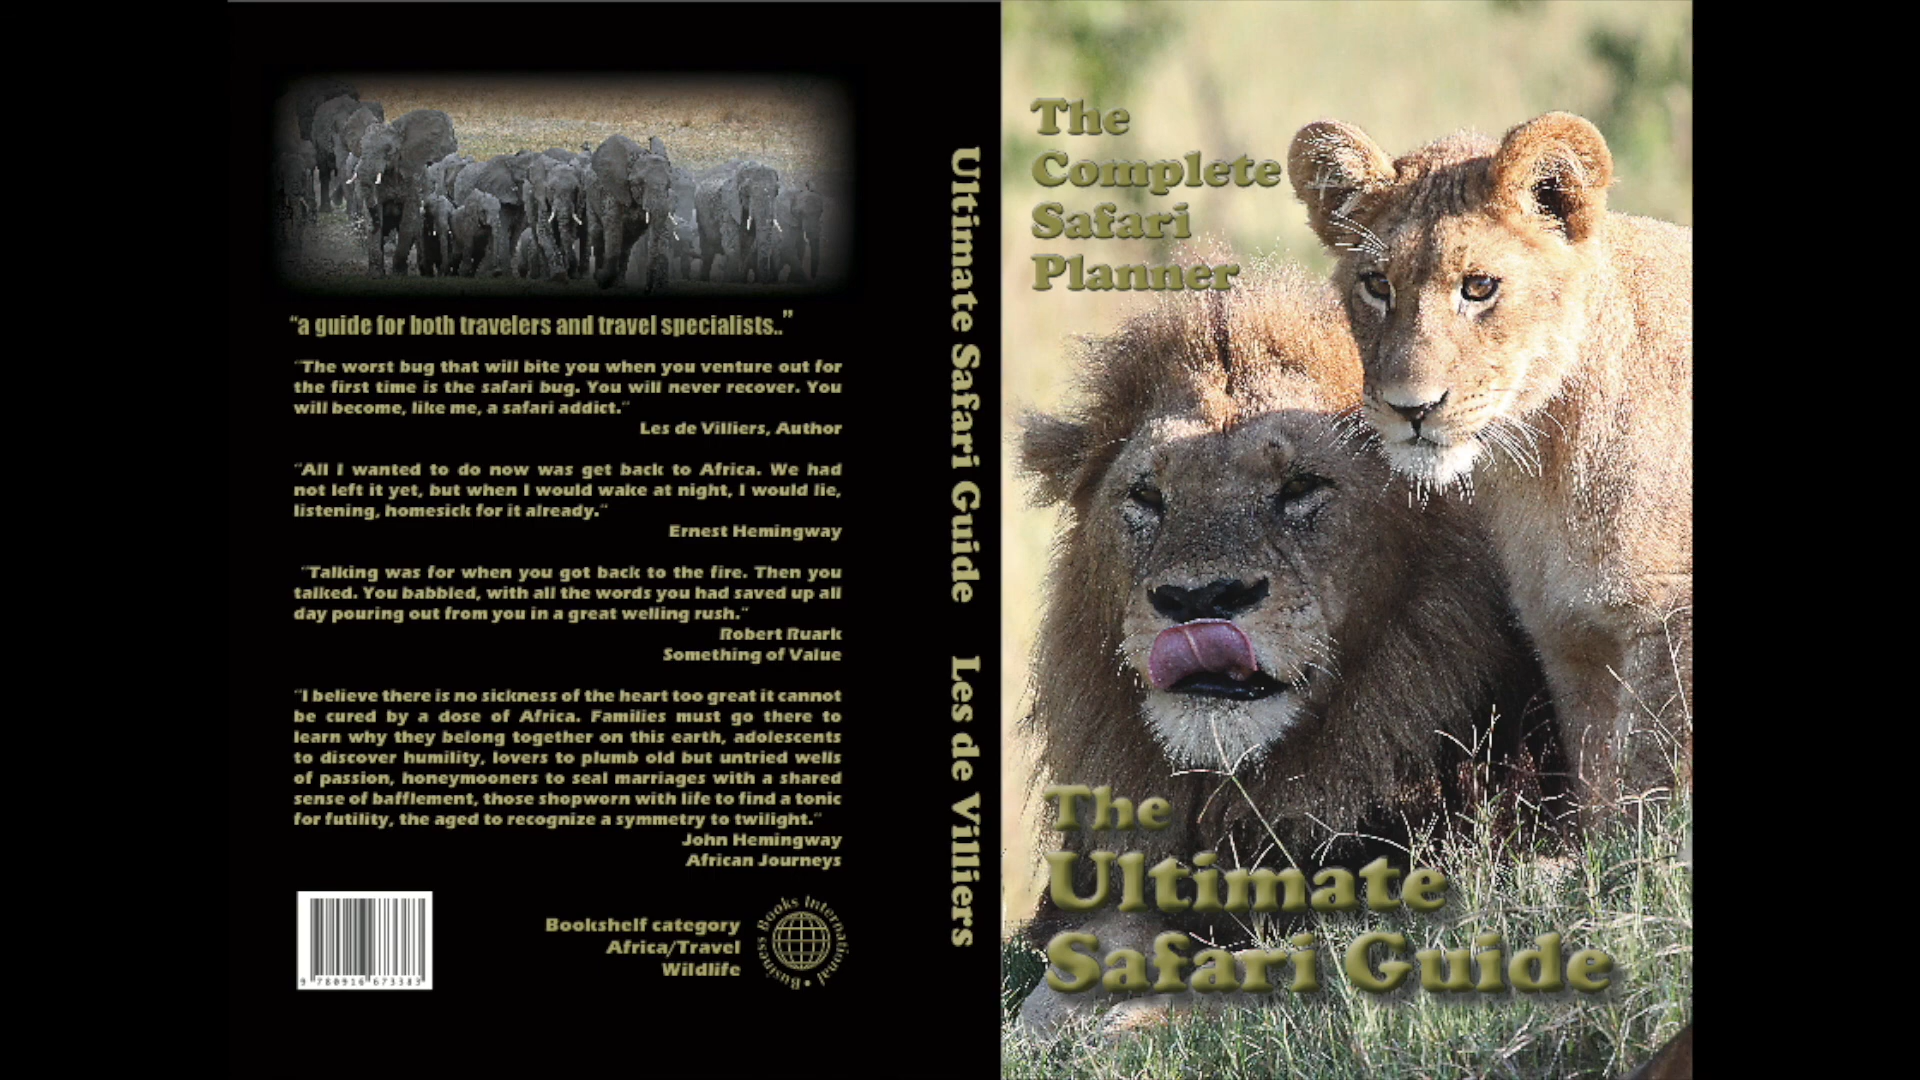 “a guide for both travelers and travel specialists..”
“The worst bug that will bite you when you venture out for
the first time is the safari bug. You will never recover. You
will become, like me, a safari addict.”
Les de Villiers, Author
“All I wanted to do now was get back to Africa. We had
not left it yet, but when I would wake at night, I would lie,
listening, homesick for it already.”
Ernest Hemingway
“Talking was for when you got back to the fire. Then you
talked. You babbled, with all the words you had saved up all
day pouring out from you in a great welling rush.”
Robert Ruark
Something of Value
“I believe there is no sickness of the heart too great it cannot
be cured by a dose of Africa. Families must go there to
learn why they belong together on this earth, adolescents
to discover humility, lovers to plumb old but untried wells
of passion, honeymooners to seal marriages with a shared
sense of bafflement, those shopworn with life to find a tonic
for futility, the aged to recognize a symmetry to twilight.”
John Hemingway
African Journeys
9 780916 673383
Bookshelf category
Africa/Travel
Wildlife
Business Books International •
Ultimate Safari Guide Les de Villiers
The
Complete
Safari
Planner
The
Ultimate
Safari Guide